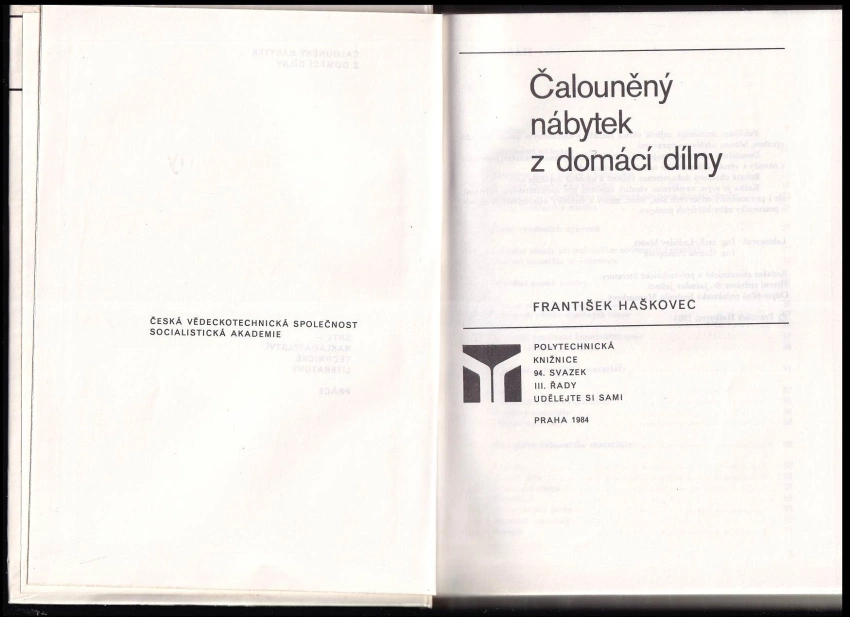 ČESKÁ VĚDECKOTECHNICKÁ SPOLEČNOST
SOCIALISTICKÁ AKADEMIE
Čalouněný
nábytek
z domácí dílny
FRANTIŠEK HAŠKOVEC
POLYTECHNICKÁ
KNIŽNICE
94. SVAZEK
III. ŘADY
UDĚLEJTE SI SAMI
PRAHA 1984